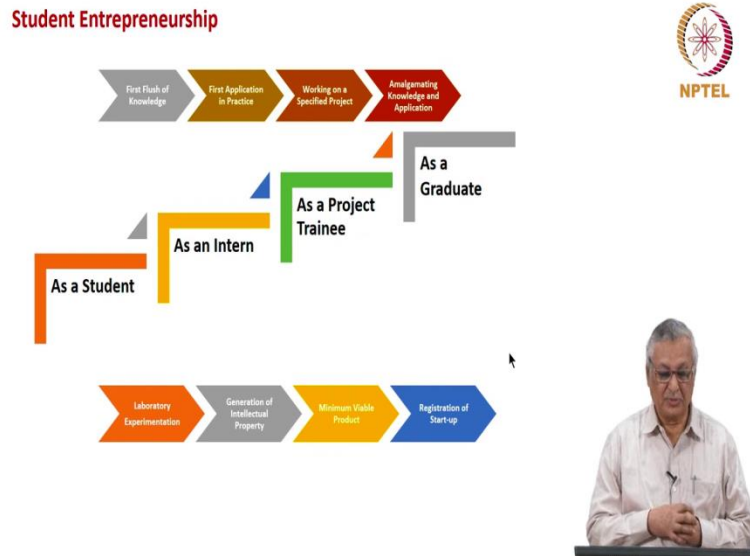 Student Entrepreneurship
NPTEL
First Flush of
Knowledge
First Application
in Practice
Working on a
Specified Project
Amalgamating
Knowledge and
Application
As a
Graduate
As a Project
Trainee
As an Intern
As a Student
Laboratory
Experimentation
Generation of
Intellectual
Property
Minimum Viable
Product
Registration of
Start-up